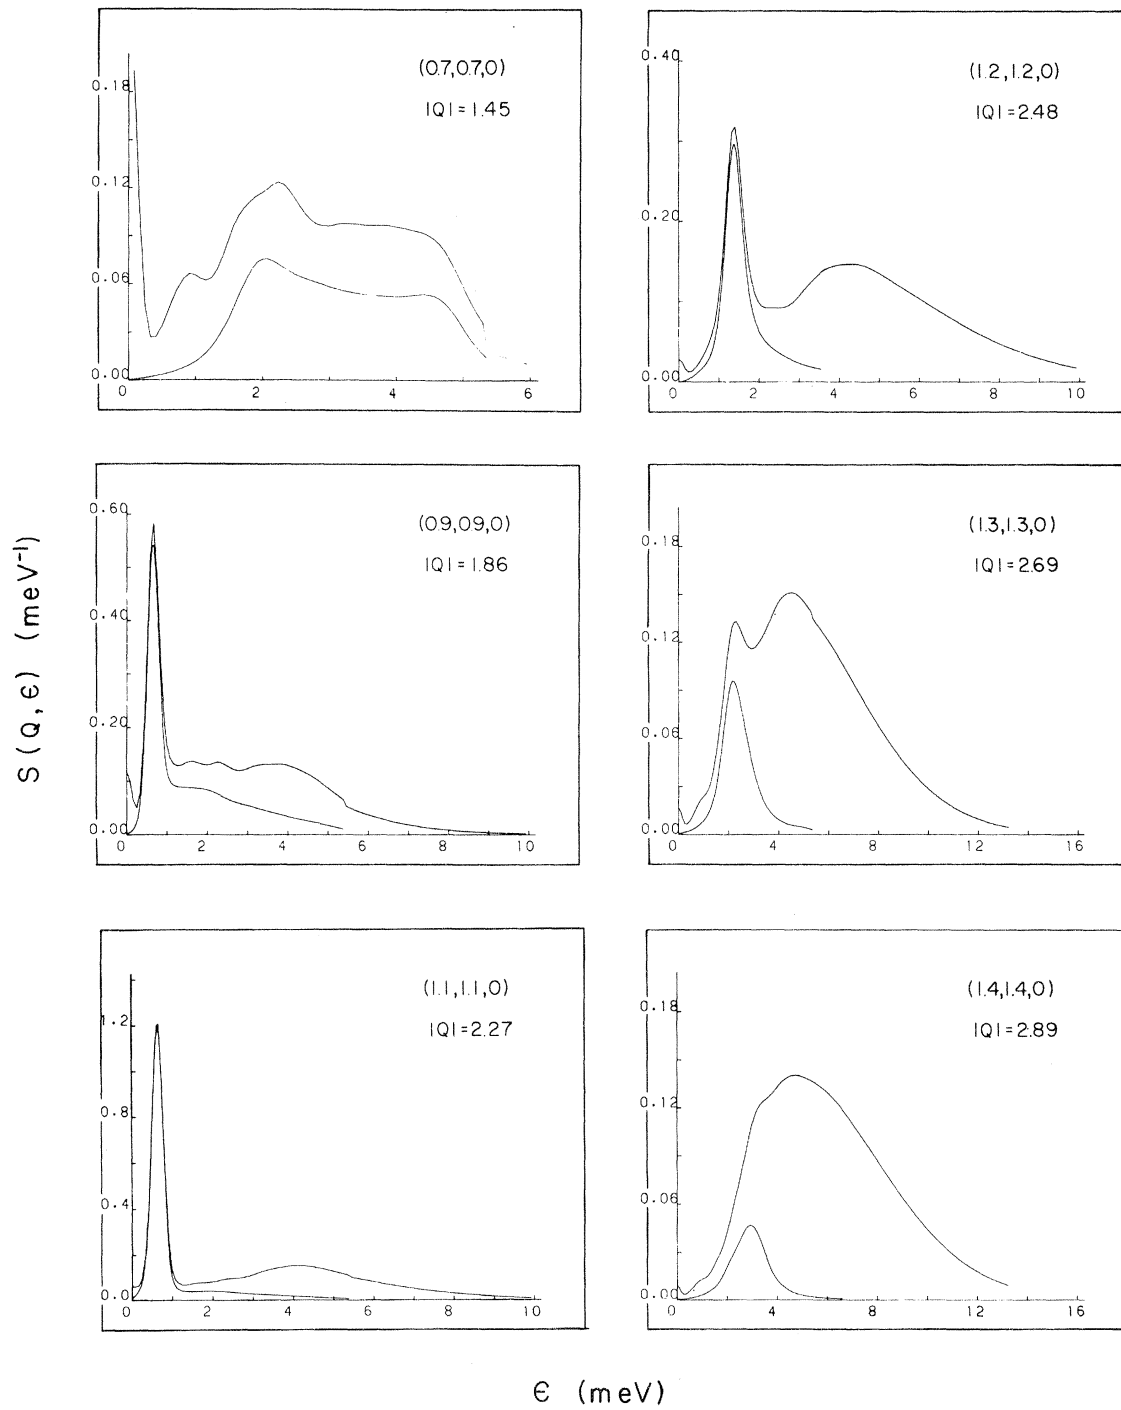 (0.7,0.7,0)
|Q|=1.45
0.18
0.12
0.06
0.00
0 2 4 6
(1.2,1.2,0)
|Q|=2.48
0.40
0.20
0.00
0 2 4 6 8 10
(09,09,0)
|Q|=1.86
0.60
0.40
0.20
0.00
0 2 4 6 8 10
(1.3,1.3,0)
|Q|=2.69
0.18
0.12
0.06
0.00
0 4 8 12 16
(1.1,1.1,0)
|Q|=2.27
1.2
0.8
0.4
0.0
0 2 4 6 8 10
(1.4,1.4,0)
|Q|=2.89
0.18
0.12
0.06
0.00
0 4 8 12 16
S(Q,ϵ) (meV⁻¹)
ϵ (meV)